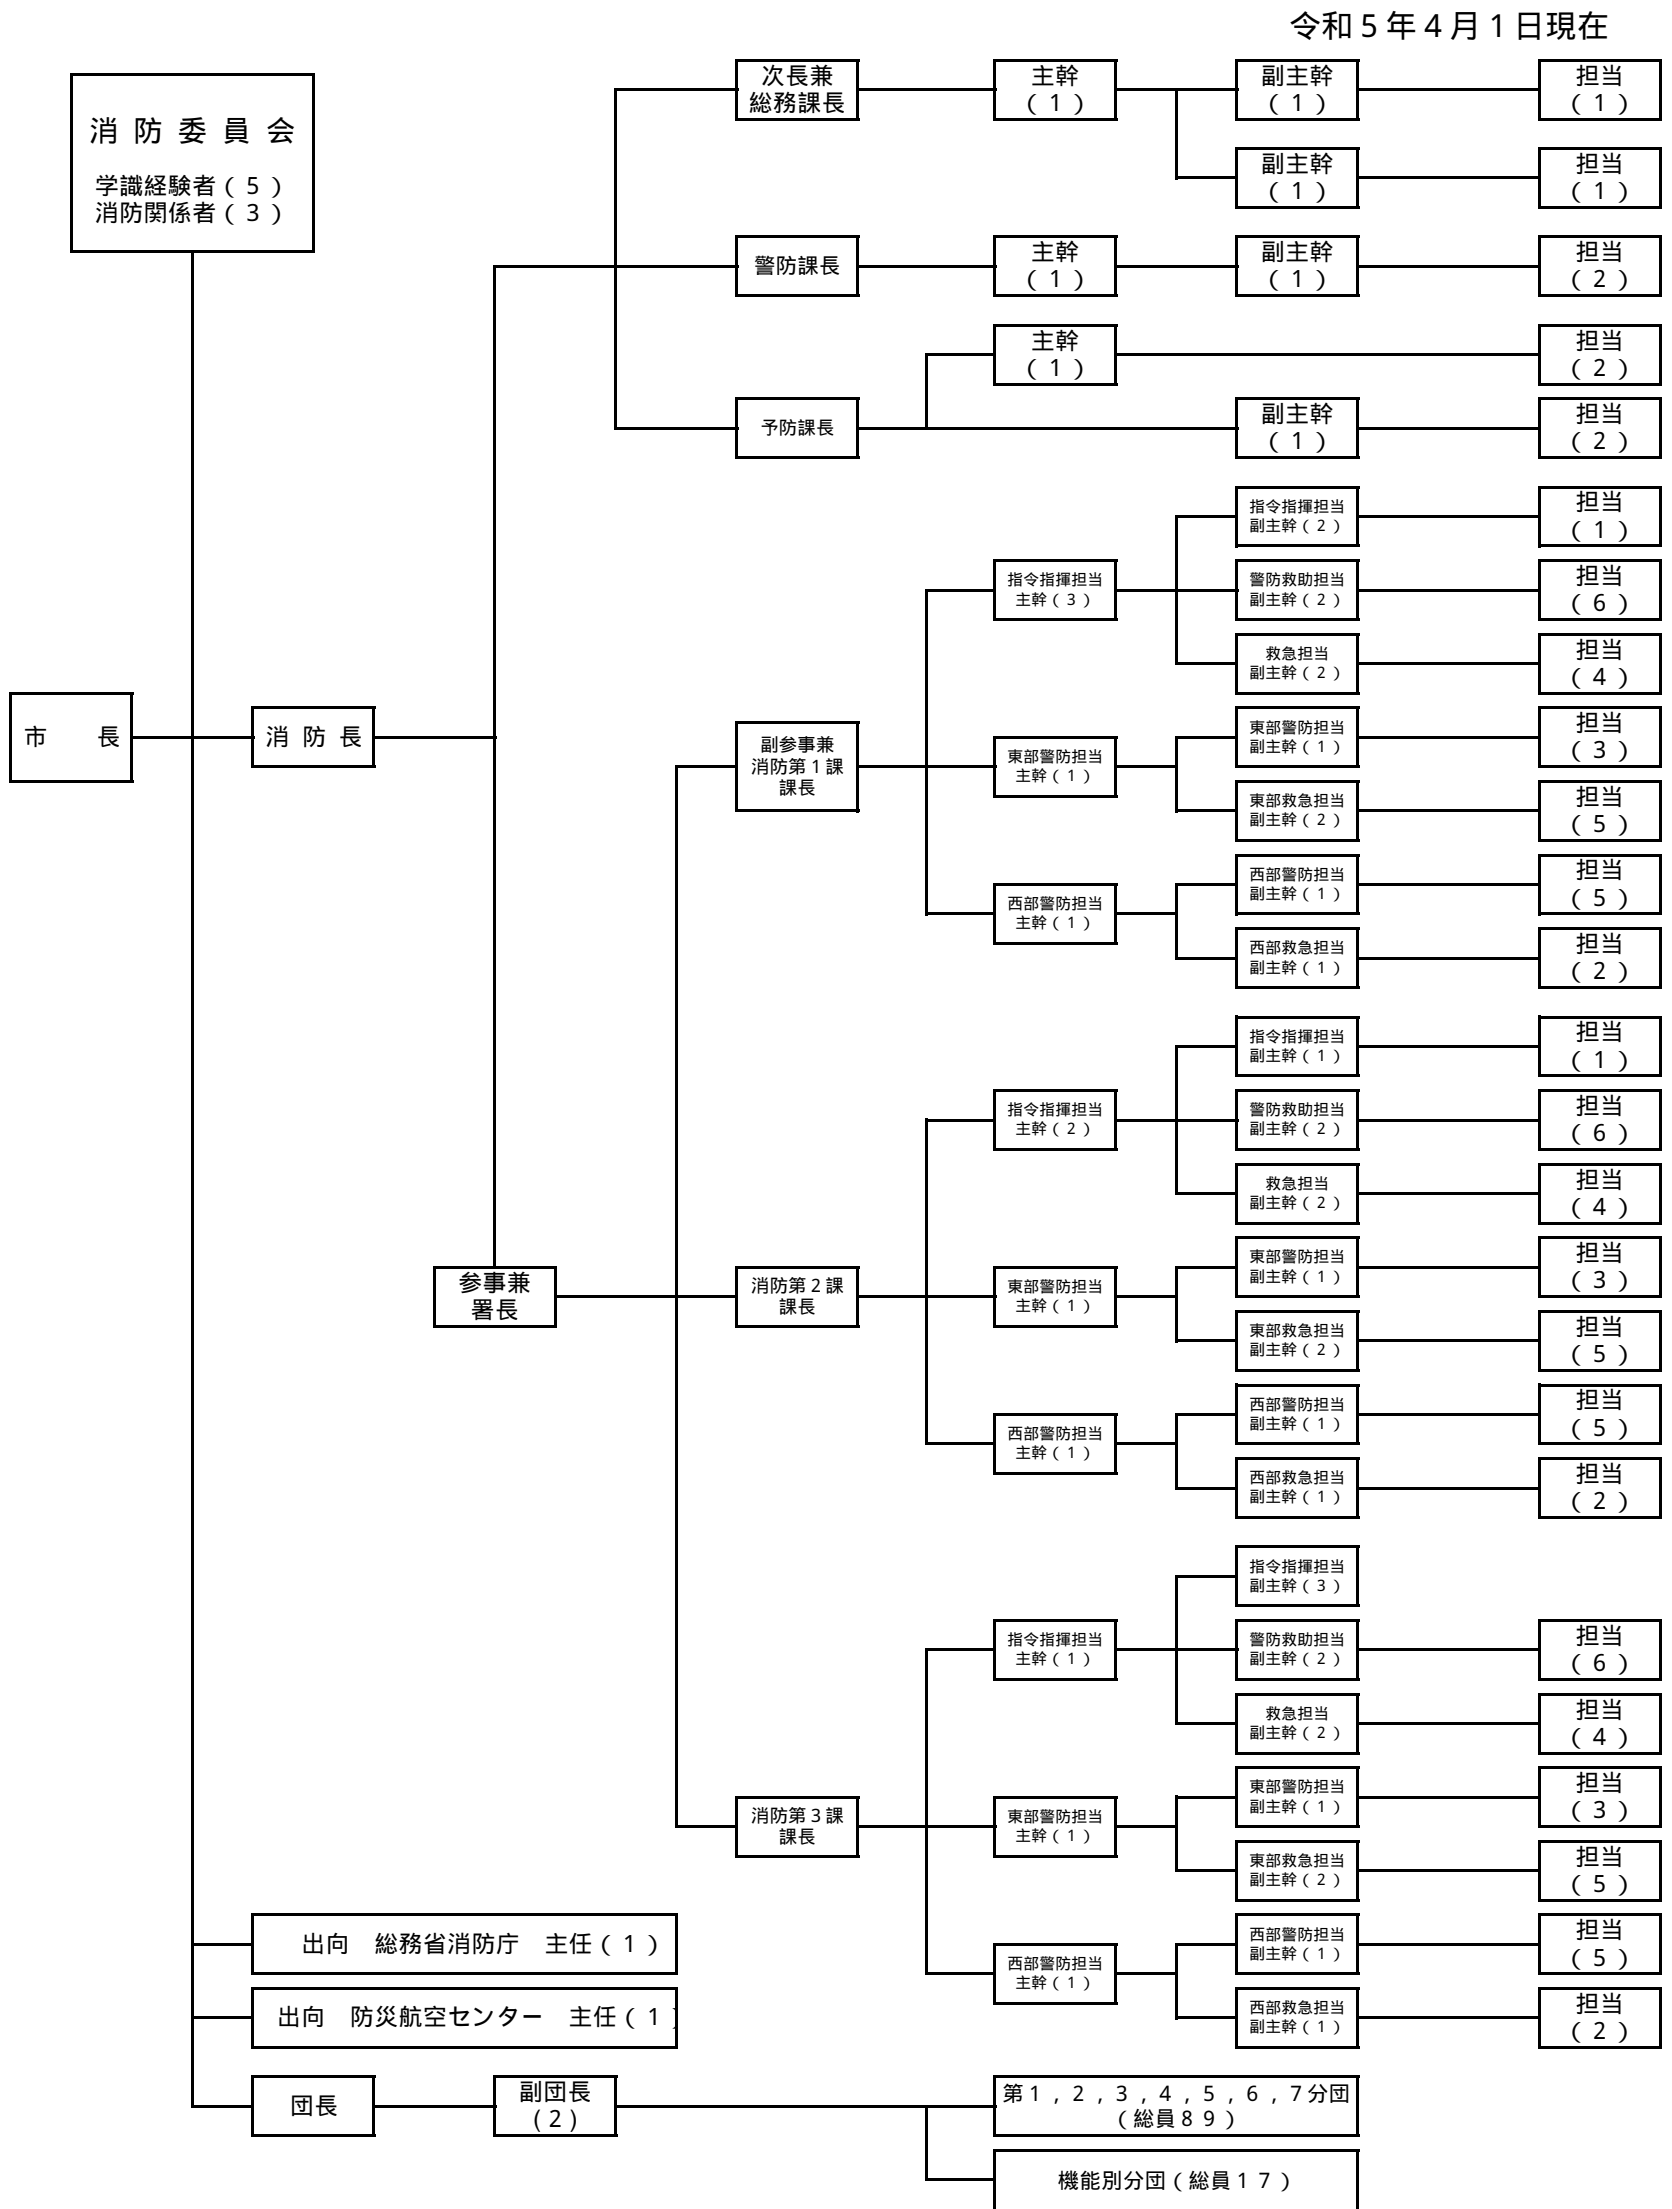 令和５年４月１日現在
消防委員会
学識経験者（５）
消防関係者（３）
市　　長
消防長
次長兼
総務課長
主幹
（１）
副主幹
（１）
担当
（１）
副主幹
（１）
担当
（１）
警防課長
主幹
（１）
副主幹
（１）
担当
（２）
主幹
（１）
担当
（２）
予防課長
副主幹
（１）
担当
（２）
参事兼
署長
副参事兼
消防第１課
課長
指令指揮担当
主幹（３）
指令指揮担当
副主幹（２）
担当
（１）
警防救助担当
副主幹（２）
担当
（６）
救急担当
副主幹（２）
担当
（４）
東部警防担当
主幹（１）
東部警防担当
副主幹（１）
担当
（３）
東部救急担当
副主幹（２）
担当
（５）
西部警防担当
主幹（１）
西部警防担当
副主幹（１）
担当
（５）
西部救急担当
副主幹（１）
担当
（２）
消防第２課
課長
指令指揮担当
主幹（２）
指令指揮担当
副主幹（１）
担当
（１）
警防救助担当
副主幹（２）
担当
（６）
救急担当
副主幹（２）
担当
（４）
東部警防担当
主幹（１）
東部警防担当
副主幹（１）
担当
（３）
東部救急担当
副主幹（２）
担当
（５）
西部警防担当
主幹（１）
西部警防担当
副主幹（１）
担当
（５）
西部救急担当
副主幹（１）
担当
（２）
消防第３課
課長
指令指揮担当
主幹（１）
指令指揮担当
副主幹（３）
警防救助担当
副主幹（２）
担当
（６）
救急担当
副主幹（２）
担当
（４）
東部警防担当
主幹（１）
東部警防担当
副主幹（１）
担当
（３）
東部救急担当
副主幹（２）
担当
（５）
西部警防担当
主幹（１）
西部警防担当
副主幹（１）
担当
（５）
西部救急担当
副主幹（１）
担当
（２）
出向　総務省消防庁　主任（１）
出向　防災航空センター　主任（１）
団長
副団長
（２）
第１，２，３，４，５，６，７分団
（総員８９）
機能別分団（総員１７）